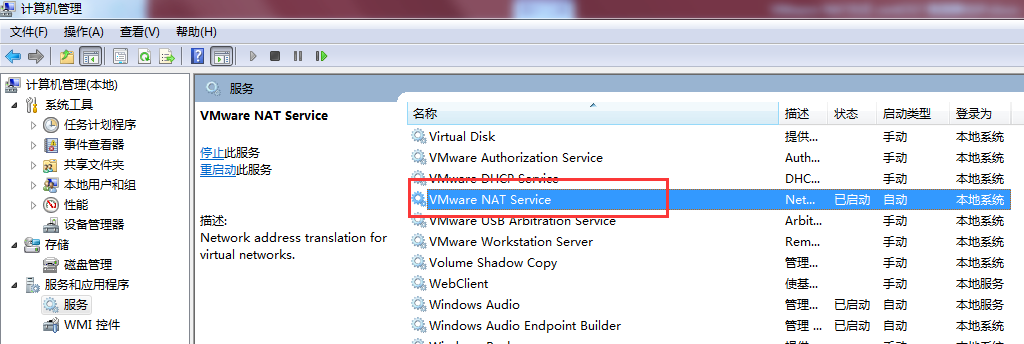 计算机管理
文件(F) 操作(A) 查看(V) 帮助(H)
计算机管理(本地)
系统工具
任务计划程序
事件查看器
共享文件夹
本地用户和组
性能
设备管理器
存储
磁盘管理
服务和应用程序
服务
WMI 控件
服务
VMware NAT Service
停止此服务
重启动此服务
描述:
Network address translation for
virtual networks.
名称 描述 状态 启动类型 登录为
Virtual Disk 提供... 手动 本地系统
VMware Authorization Service Auth... 手动 本地系统
VMware DHCP Service DHC... 手动 本地系统
VMware NAT Service Net... 已启动 自动 本地系统
VMware USB Arbitration Service Arbit... 手动 本地系统
VMware Workstation Server Rem... 手动 本地系统
Volume Shadow Copy 管理... 手动 本地系统
WebClient 使基... 手动 本地服务
Windows Audio 管理... 已启动 自动 本地服务
Windows Audio Endpoint Builder 管理 ... 已启动 自动 本地系统